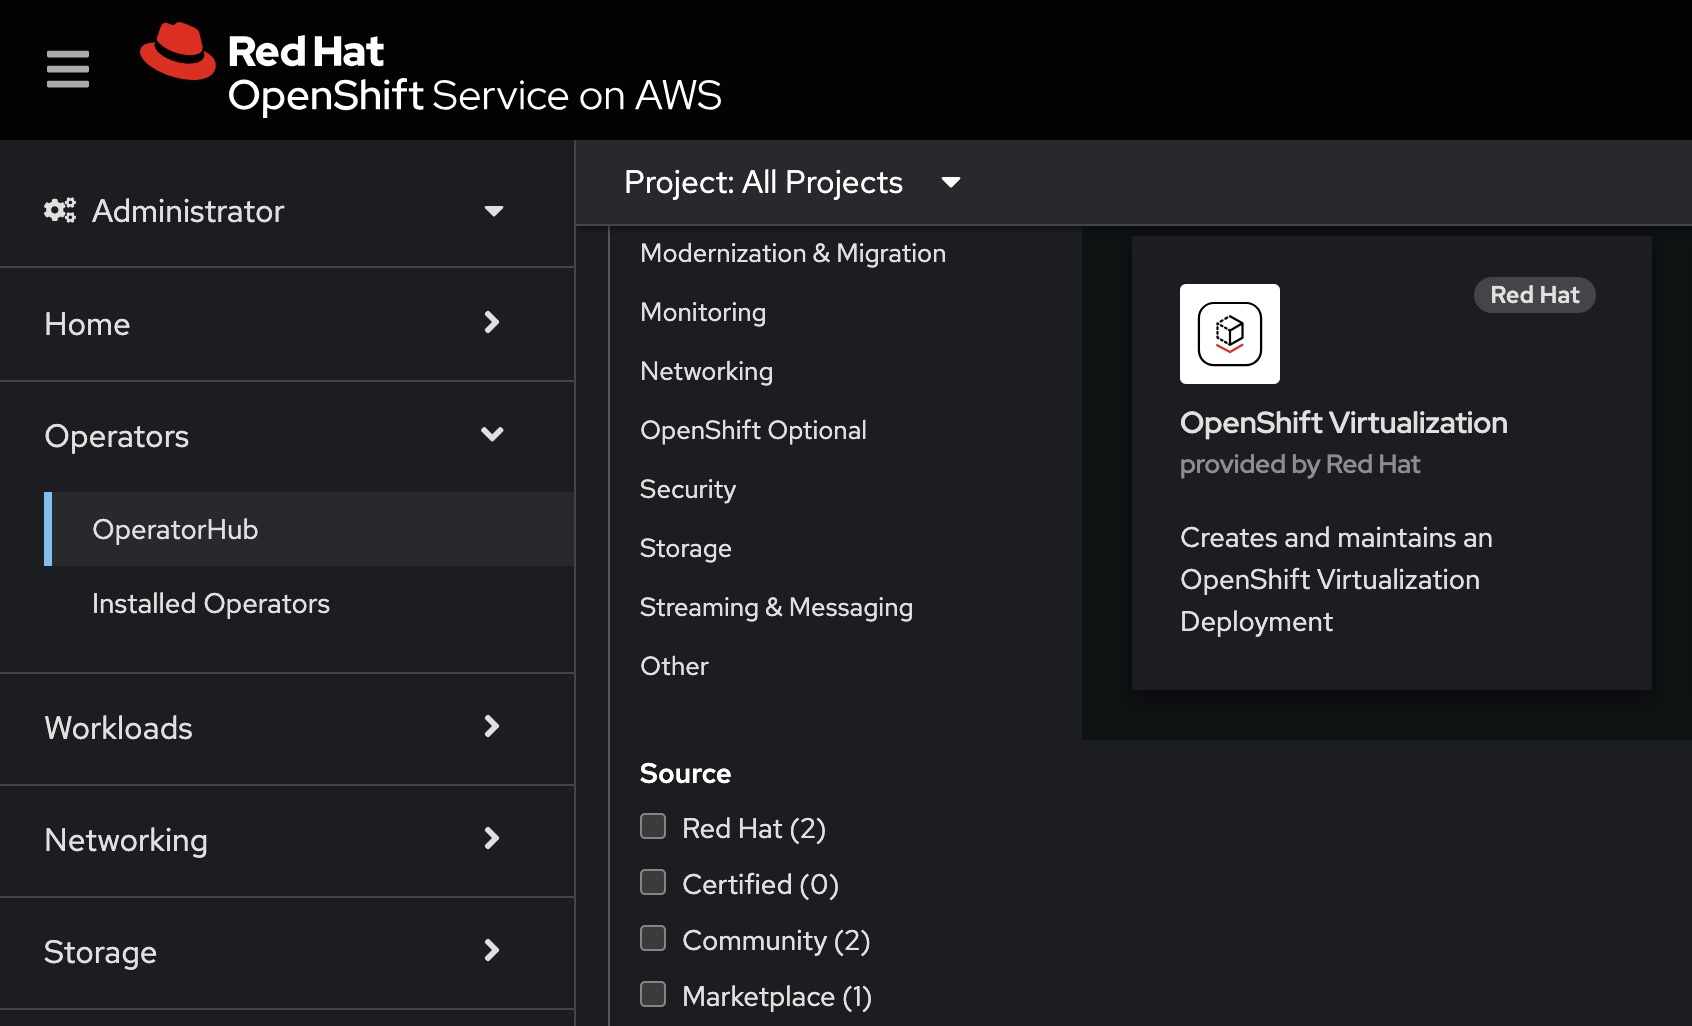 Red Hat
OpenShift Service on AWS
Administrator
Home
Operators
OperatorHub
Installed Operators
Workloads
Networking
Storage
Project: All Projects
Modernization & Migration
Monitoring
Networking
OpenShift Optional
Security
Storage
Streaming & Messaging
Other
Source
Red Hat (2)
Certified (0)
Community (2)
Marketplace (1)
Red Hat
OpenShift Virtualization
provided by Red Hat
Creates and maintains an
OpenShift Virtualization
Deployment